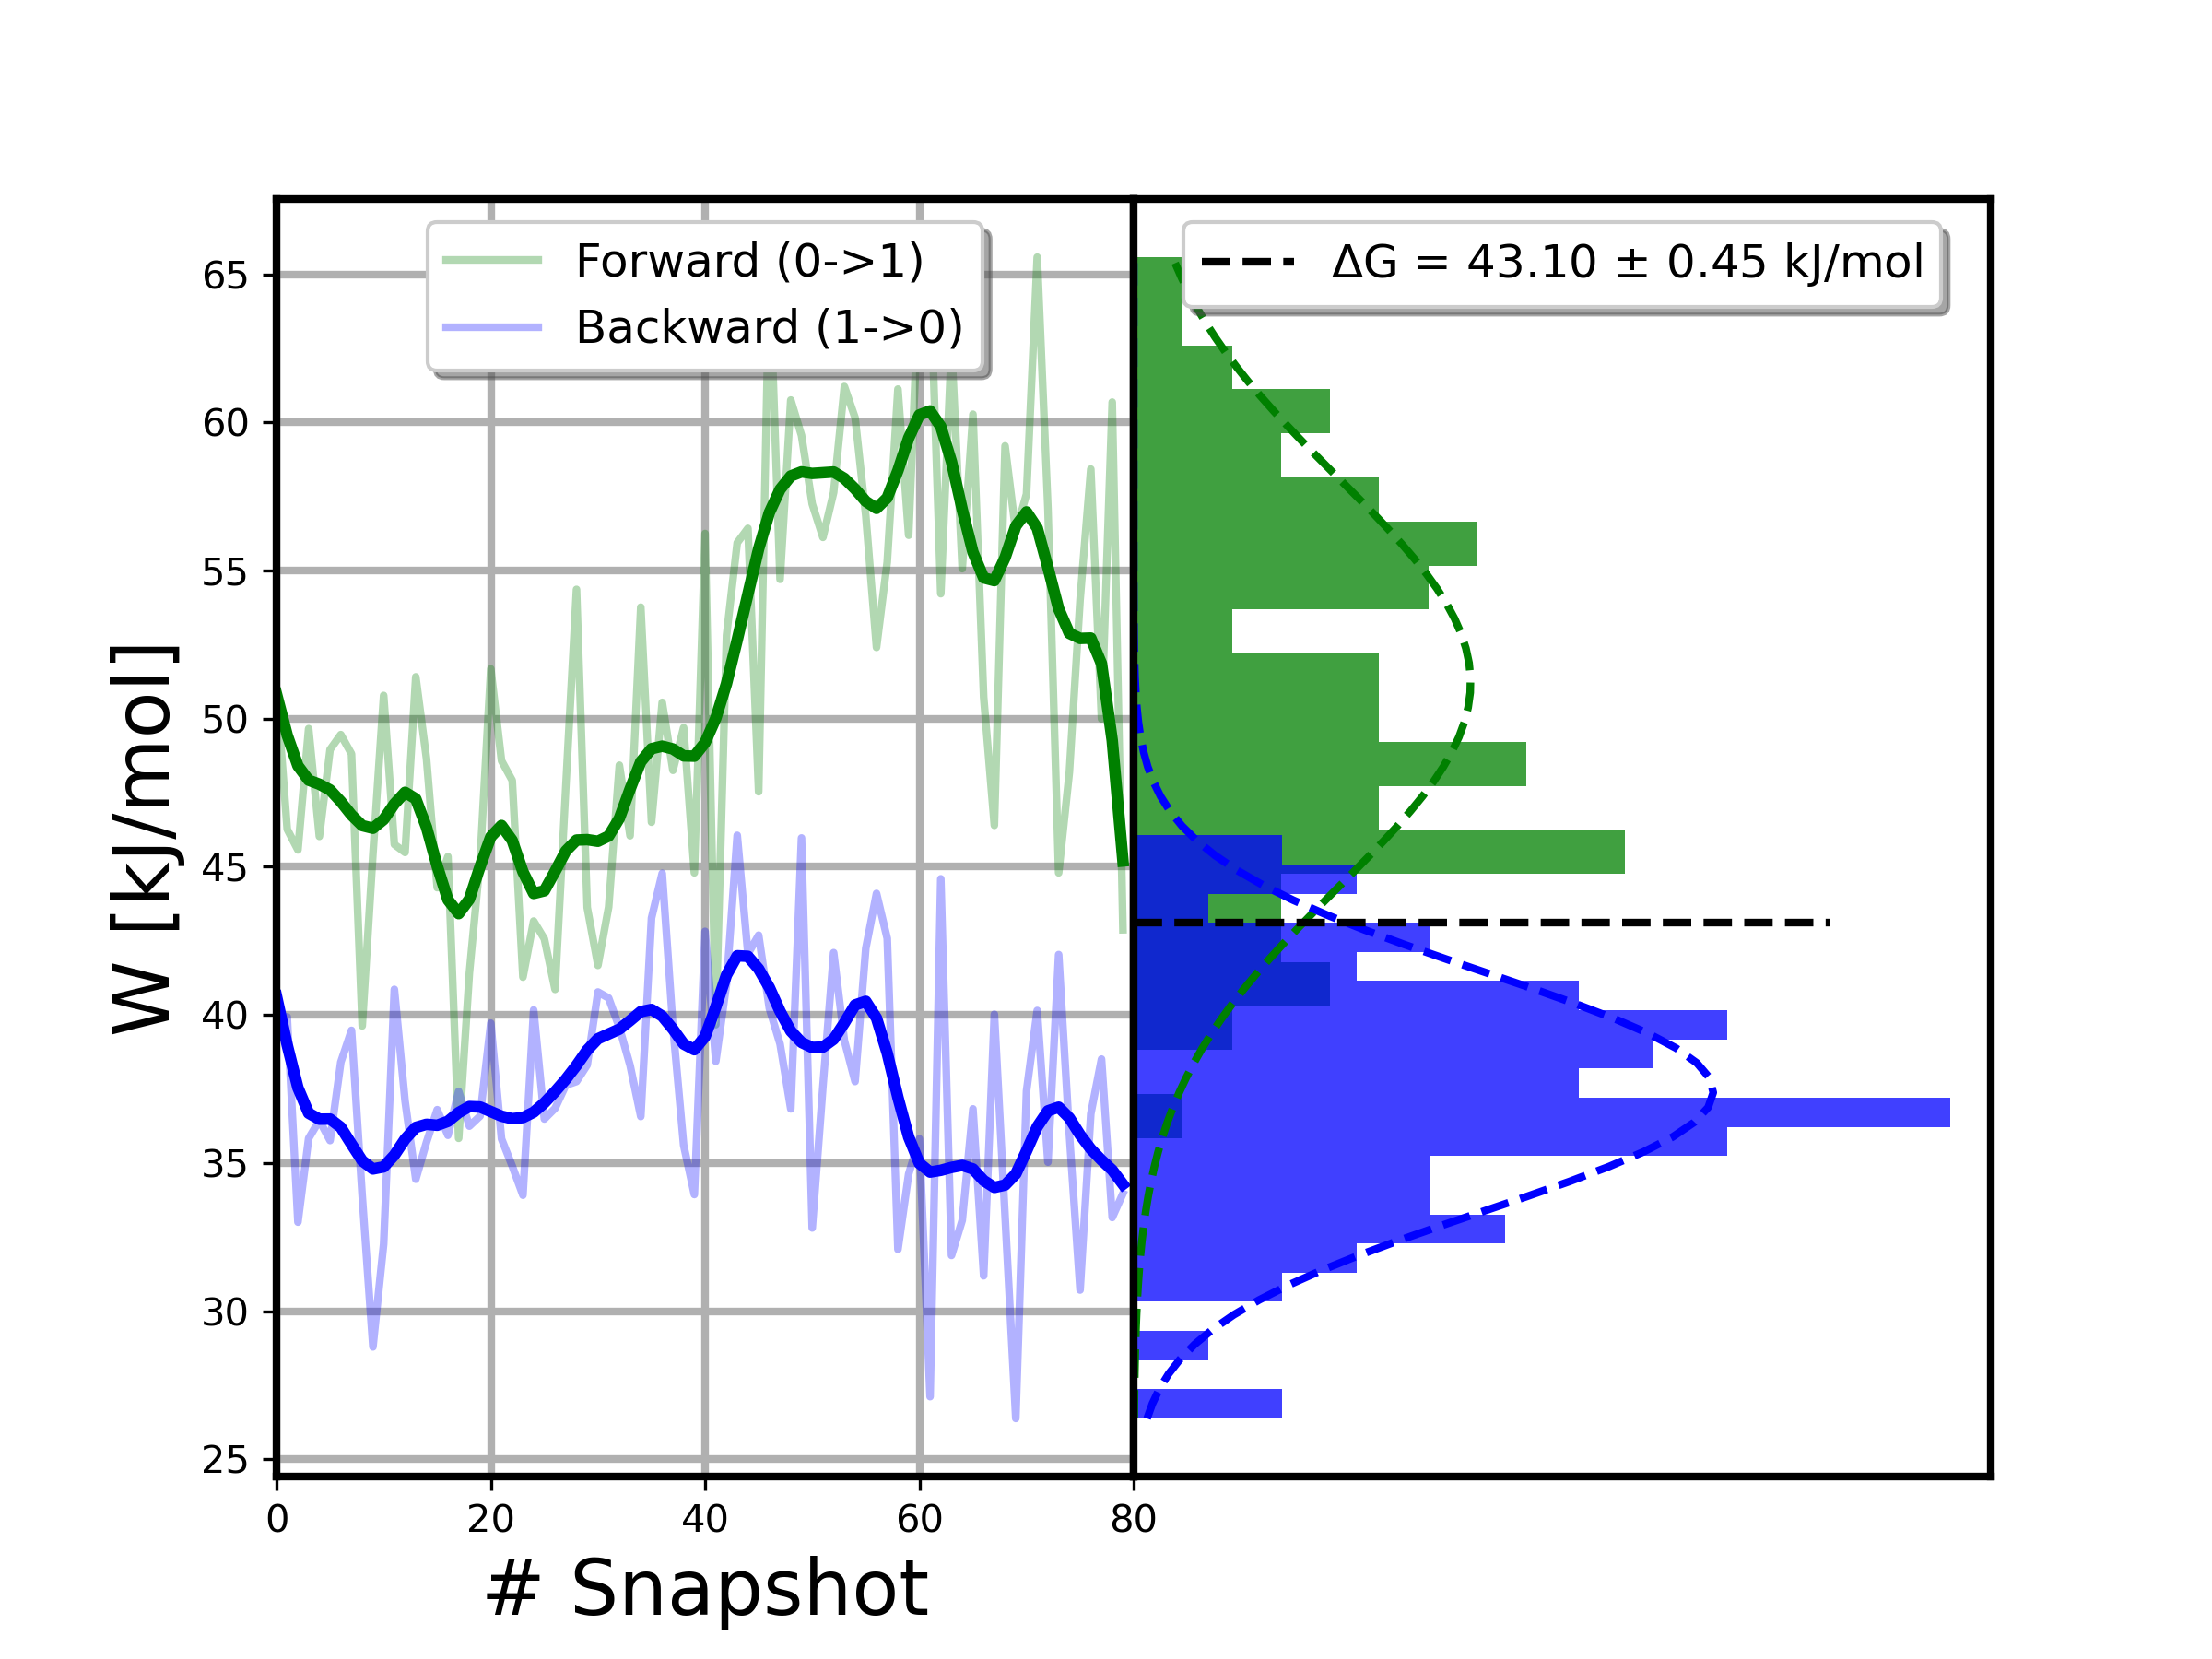 Forward (0->1)
Backward (1->0)
ΔG = 43.10 ± 0.45 kJ/mol
W [kJ/mol]
65
60
55
50
45
40
35
30
25
0 20 40 60 80
# Snapshot